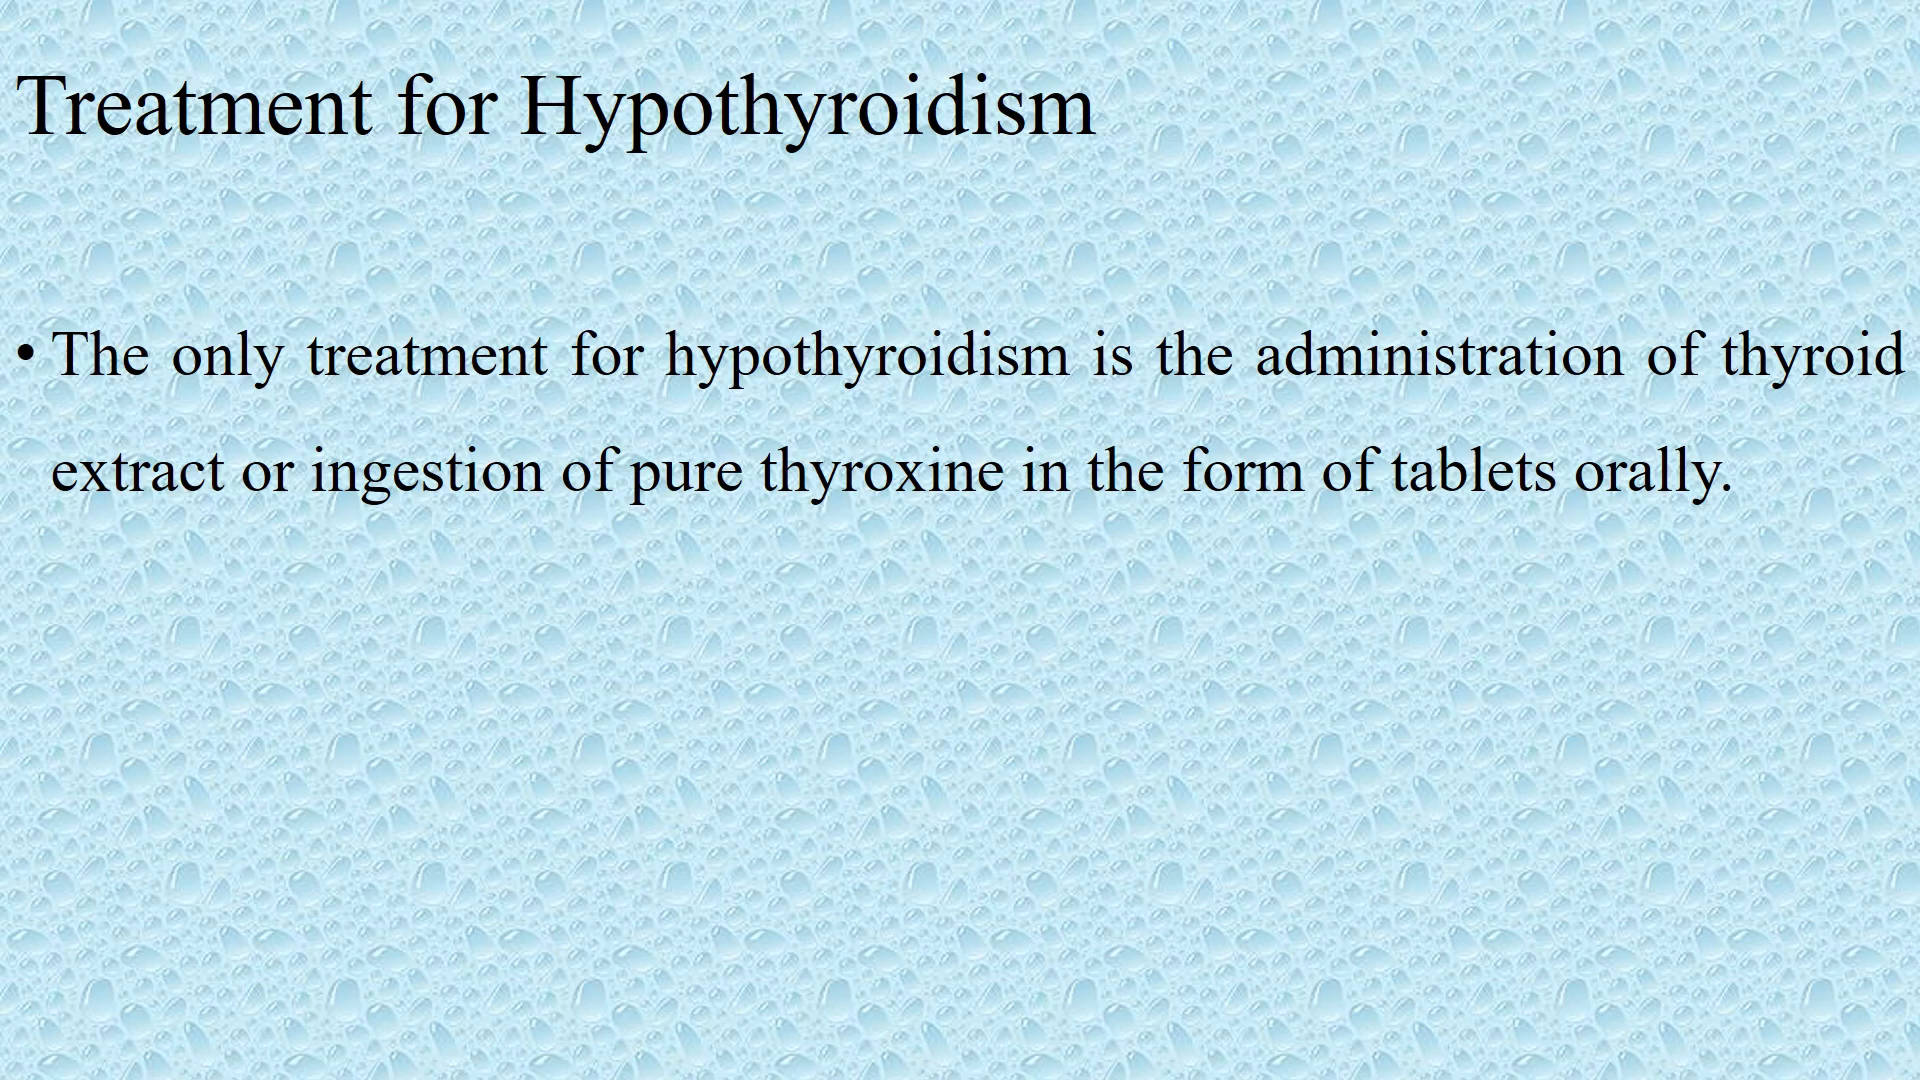 Treatment for Hypothyroidism
• The only treatment for hypothyroidism is the administration of thyroid
extract or ingestion of pure thyroxine in the form of tablets orally.